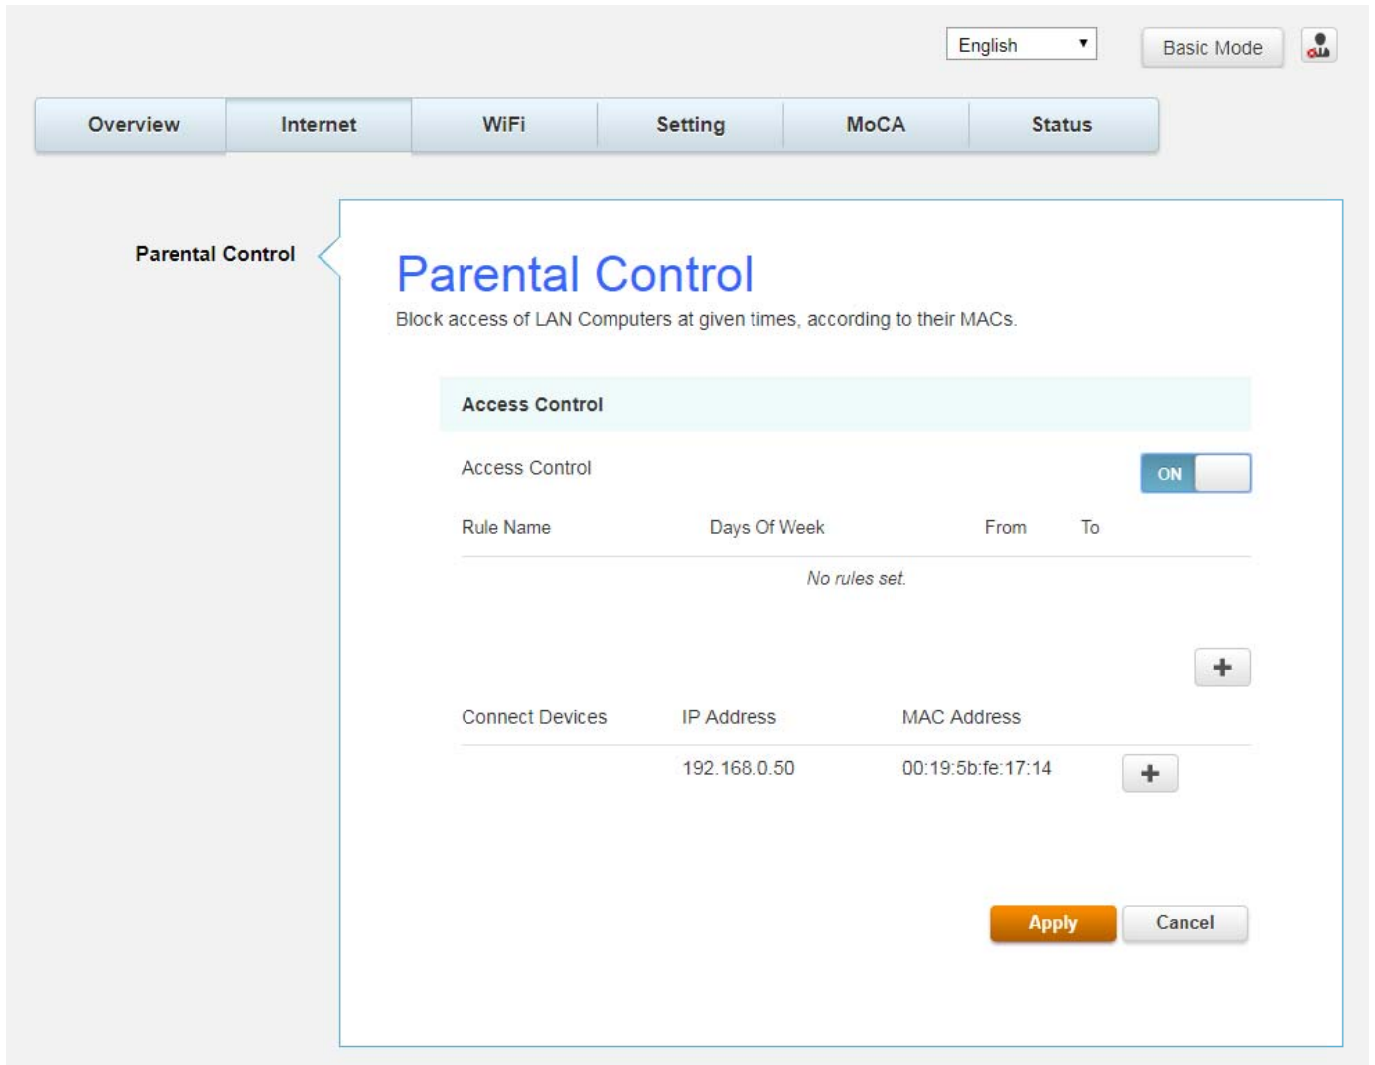 English
Basic Mode
Overview Internet WiFi Setting MoCA Status
Parental Control
Parental Control
Block access of LAN Computers at given times, according to their MACs.
Access Control
Access Control
ON
Rule Name Days Of Week From To
No rules set.
Connect Devices IP Address MAC Address
192.168.0.50 00:19:5b:fe:17:14
Apply Cancel